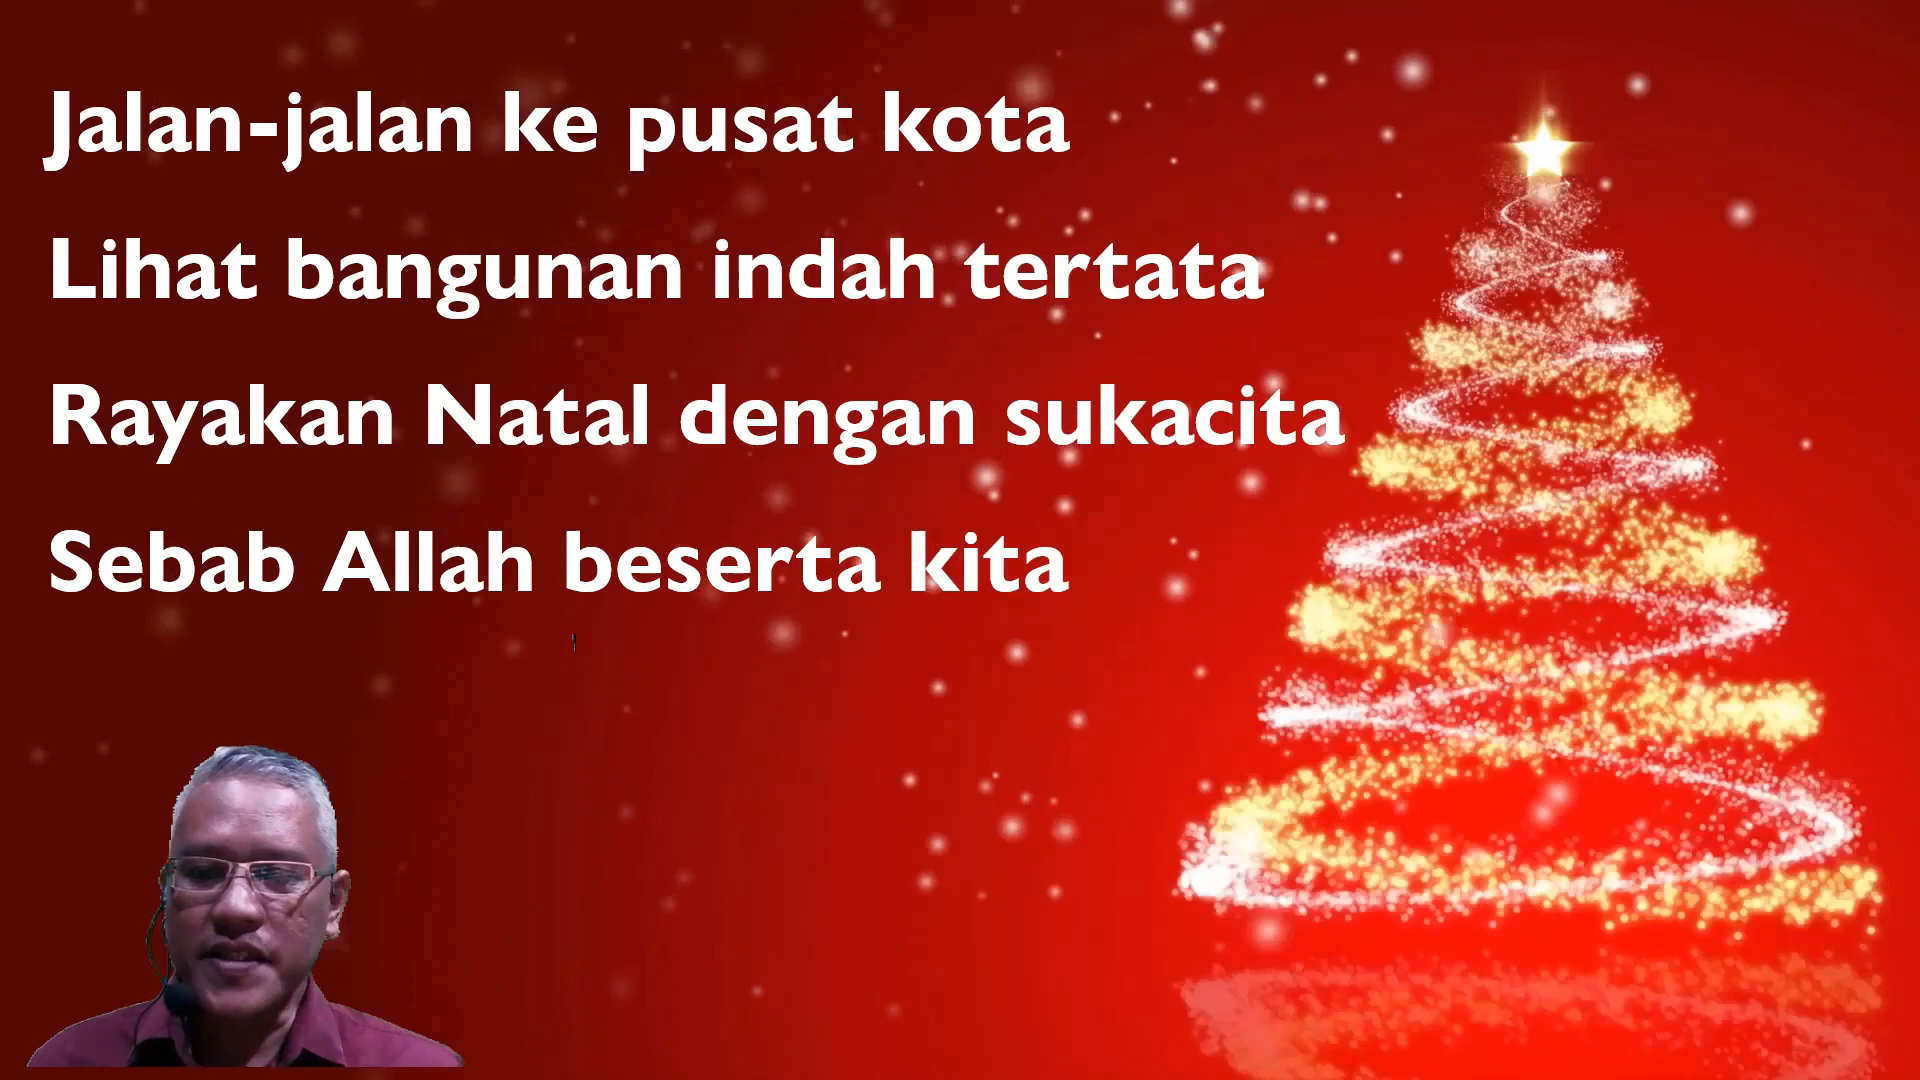 Jalan-jalan ke pusat kota
Lihat bangunan indah tertata
Rayakan Natal dengan sukacita
Sebab Allah beserta kita